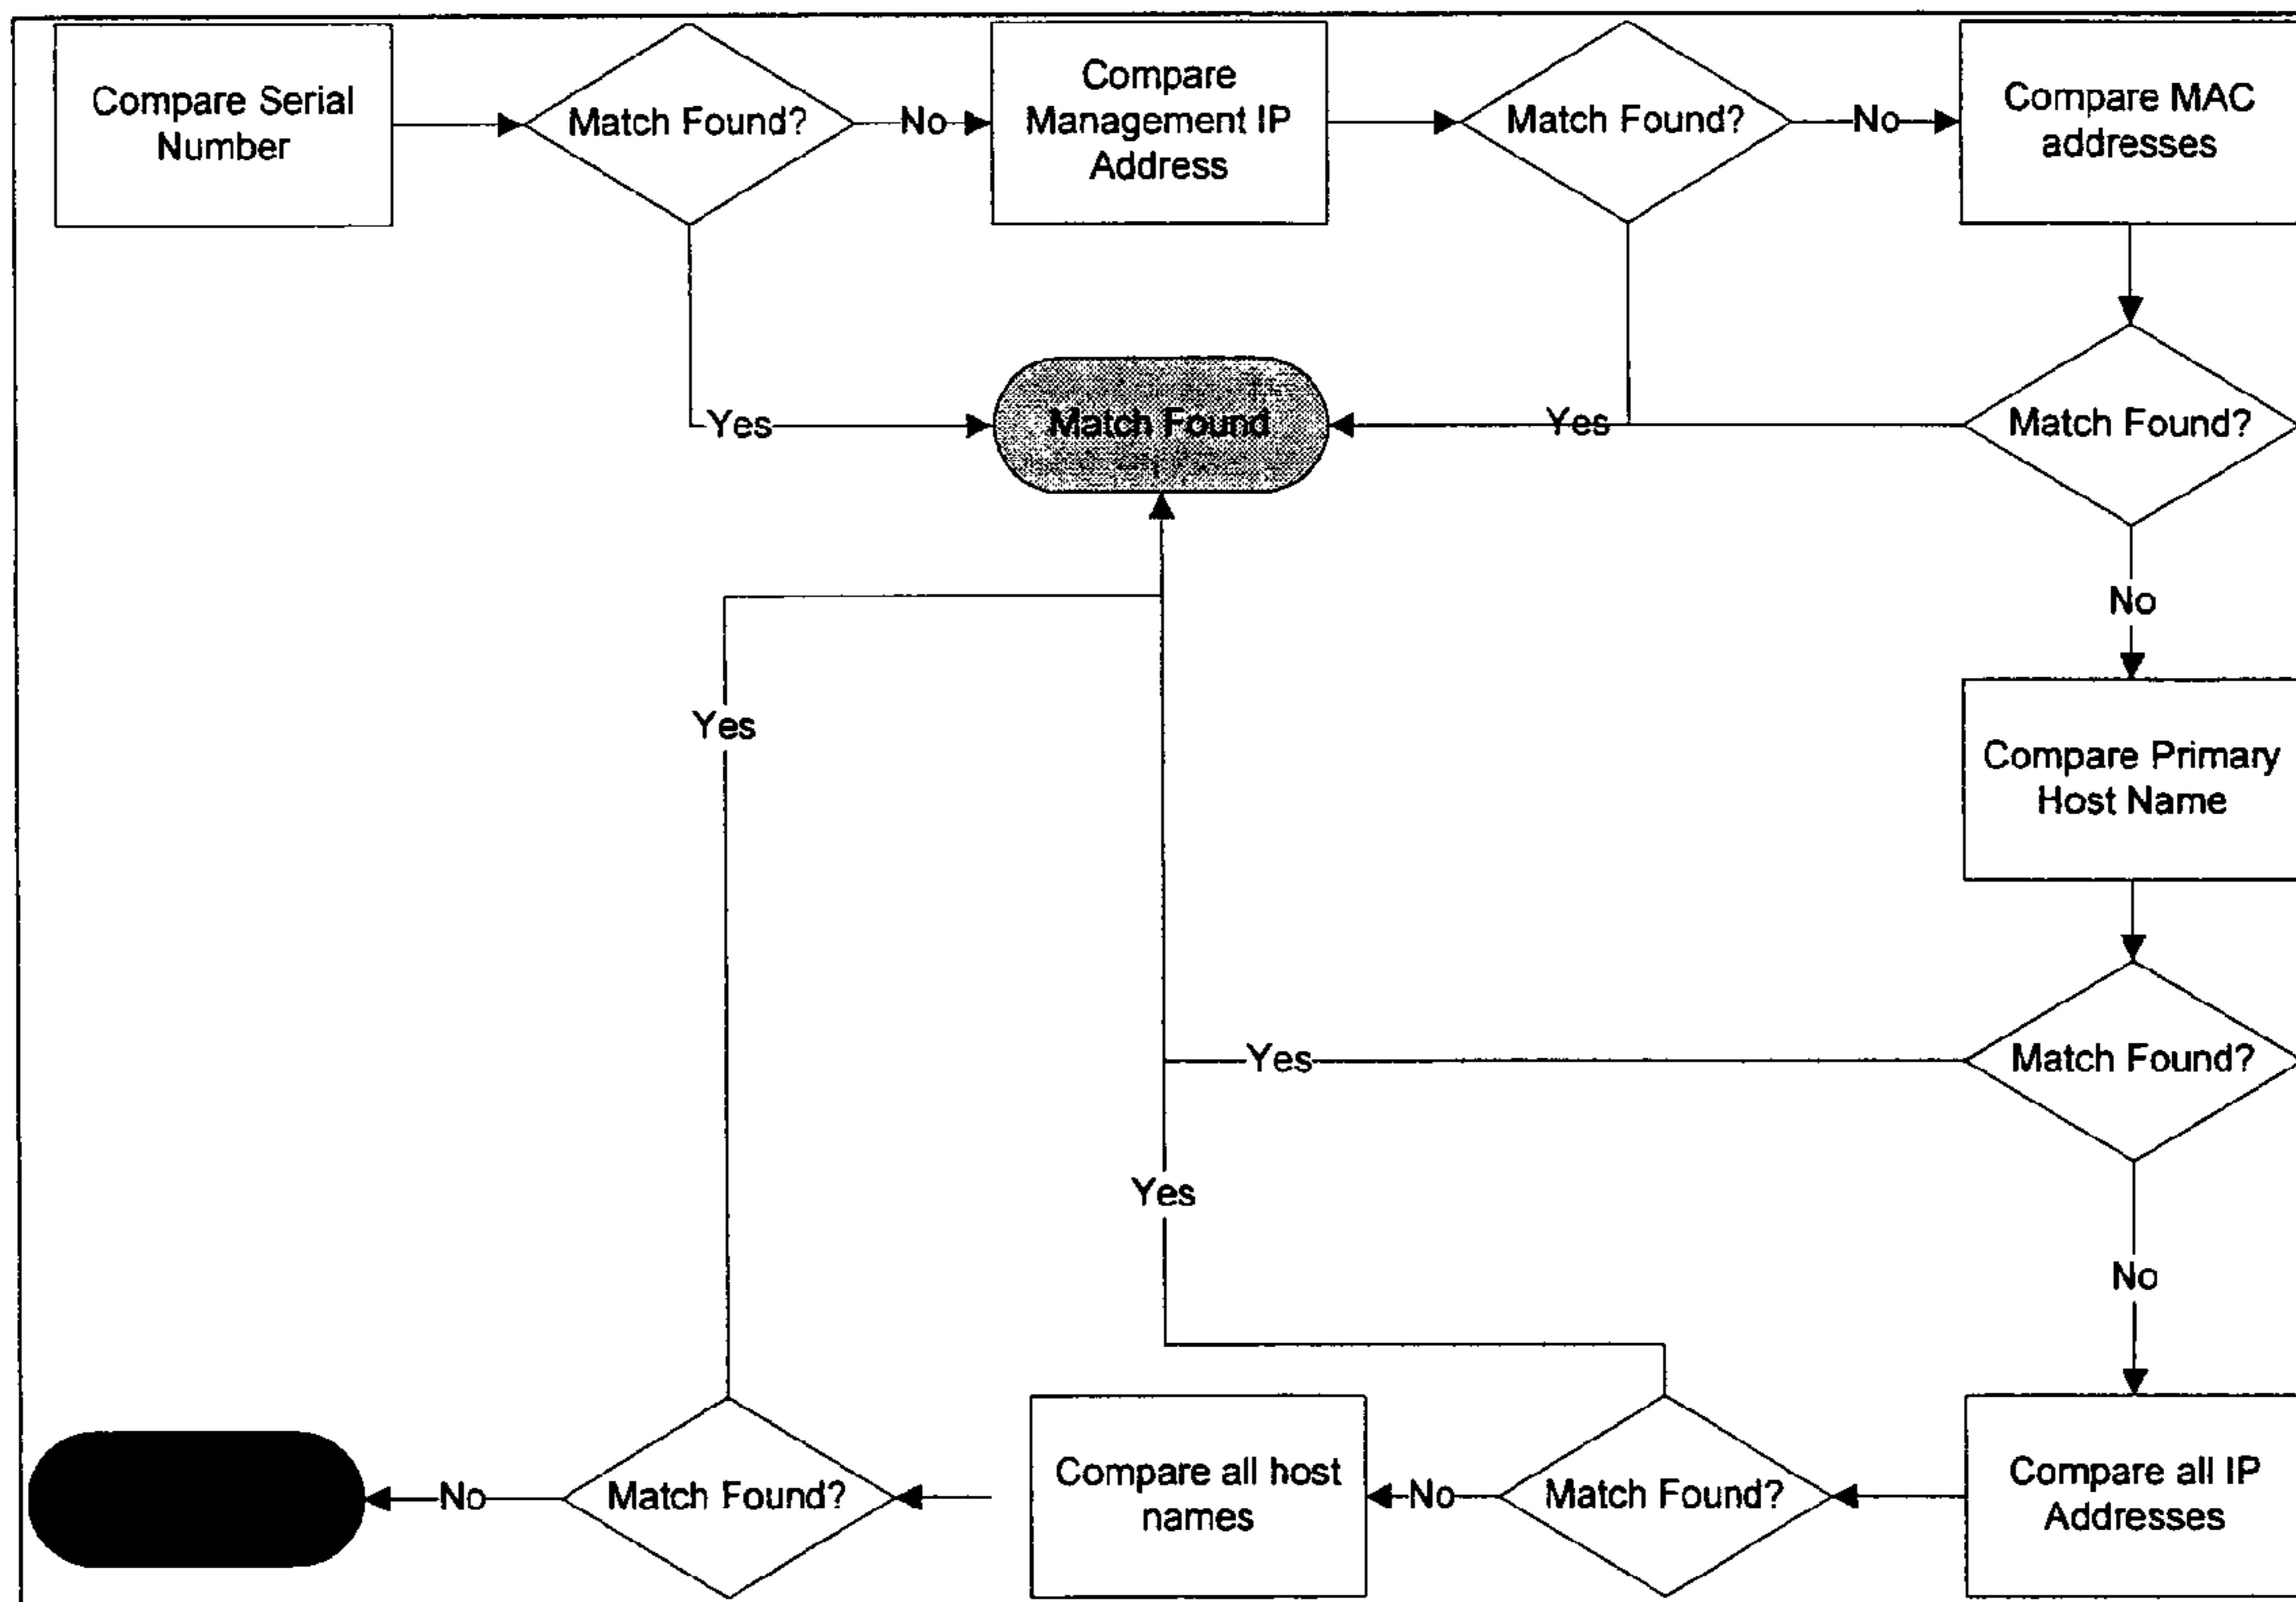 Compare Serial
Number
Match Found?
No
Compare
Management IP
Address
Match Found?
No
Compare MAC
addresses
Yes
Match Found
Yes
Match Found?
No
Yes
Compare Primary
Host Name
Yes
Match Found?
Yes
No
No
Match Found?
Compare all host
names
No
Match Found?
Compare all IP
Addresses